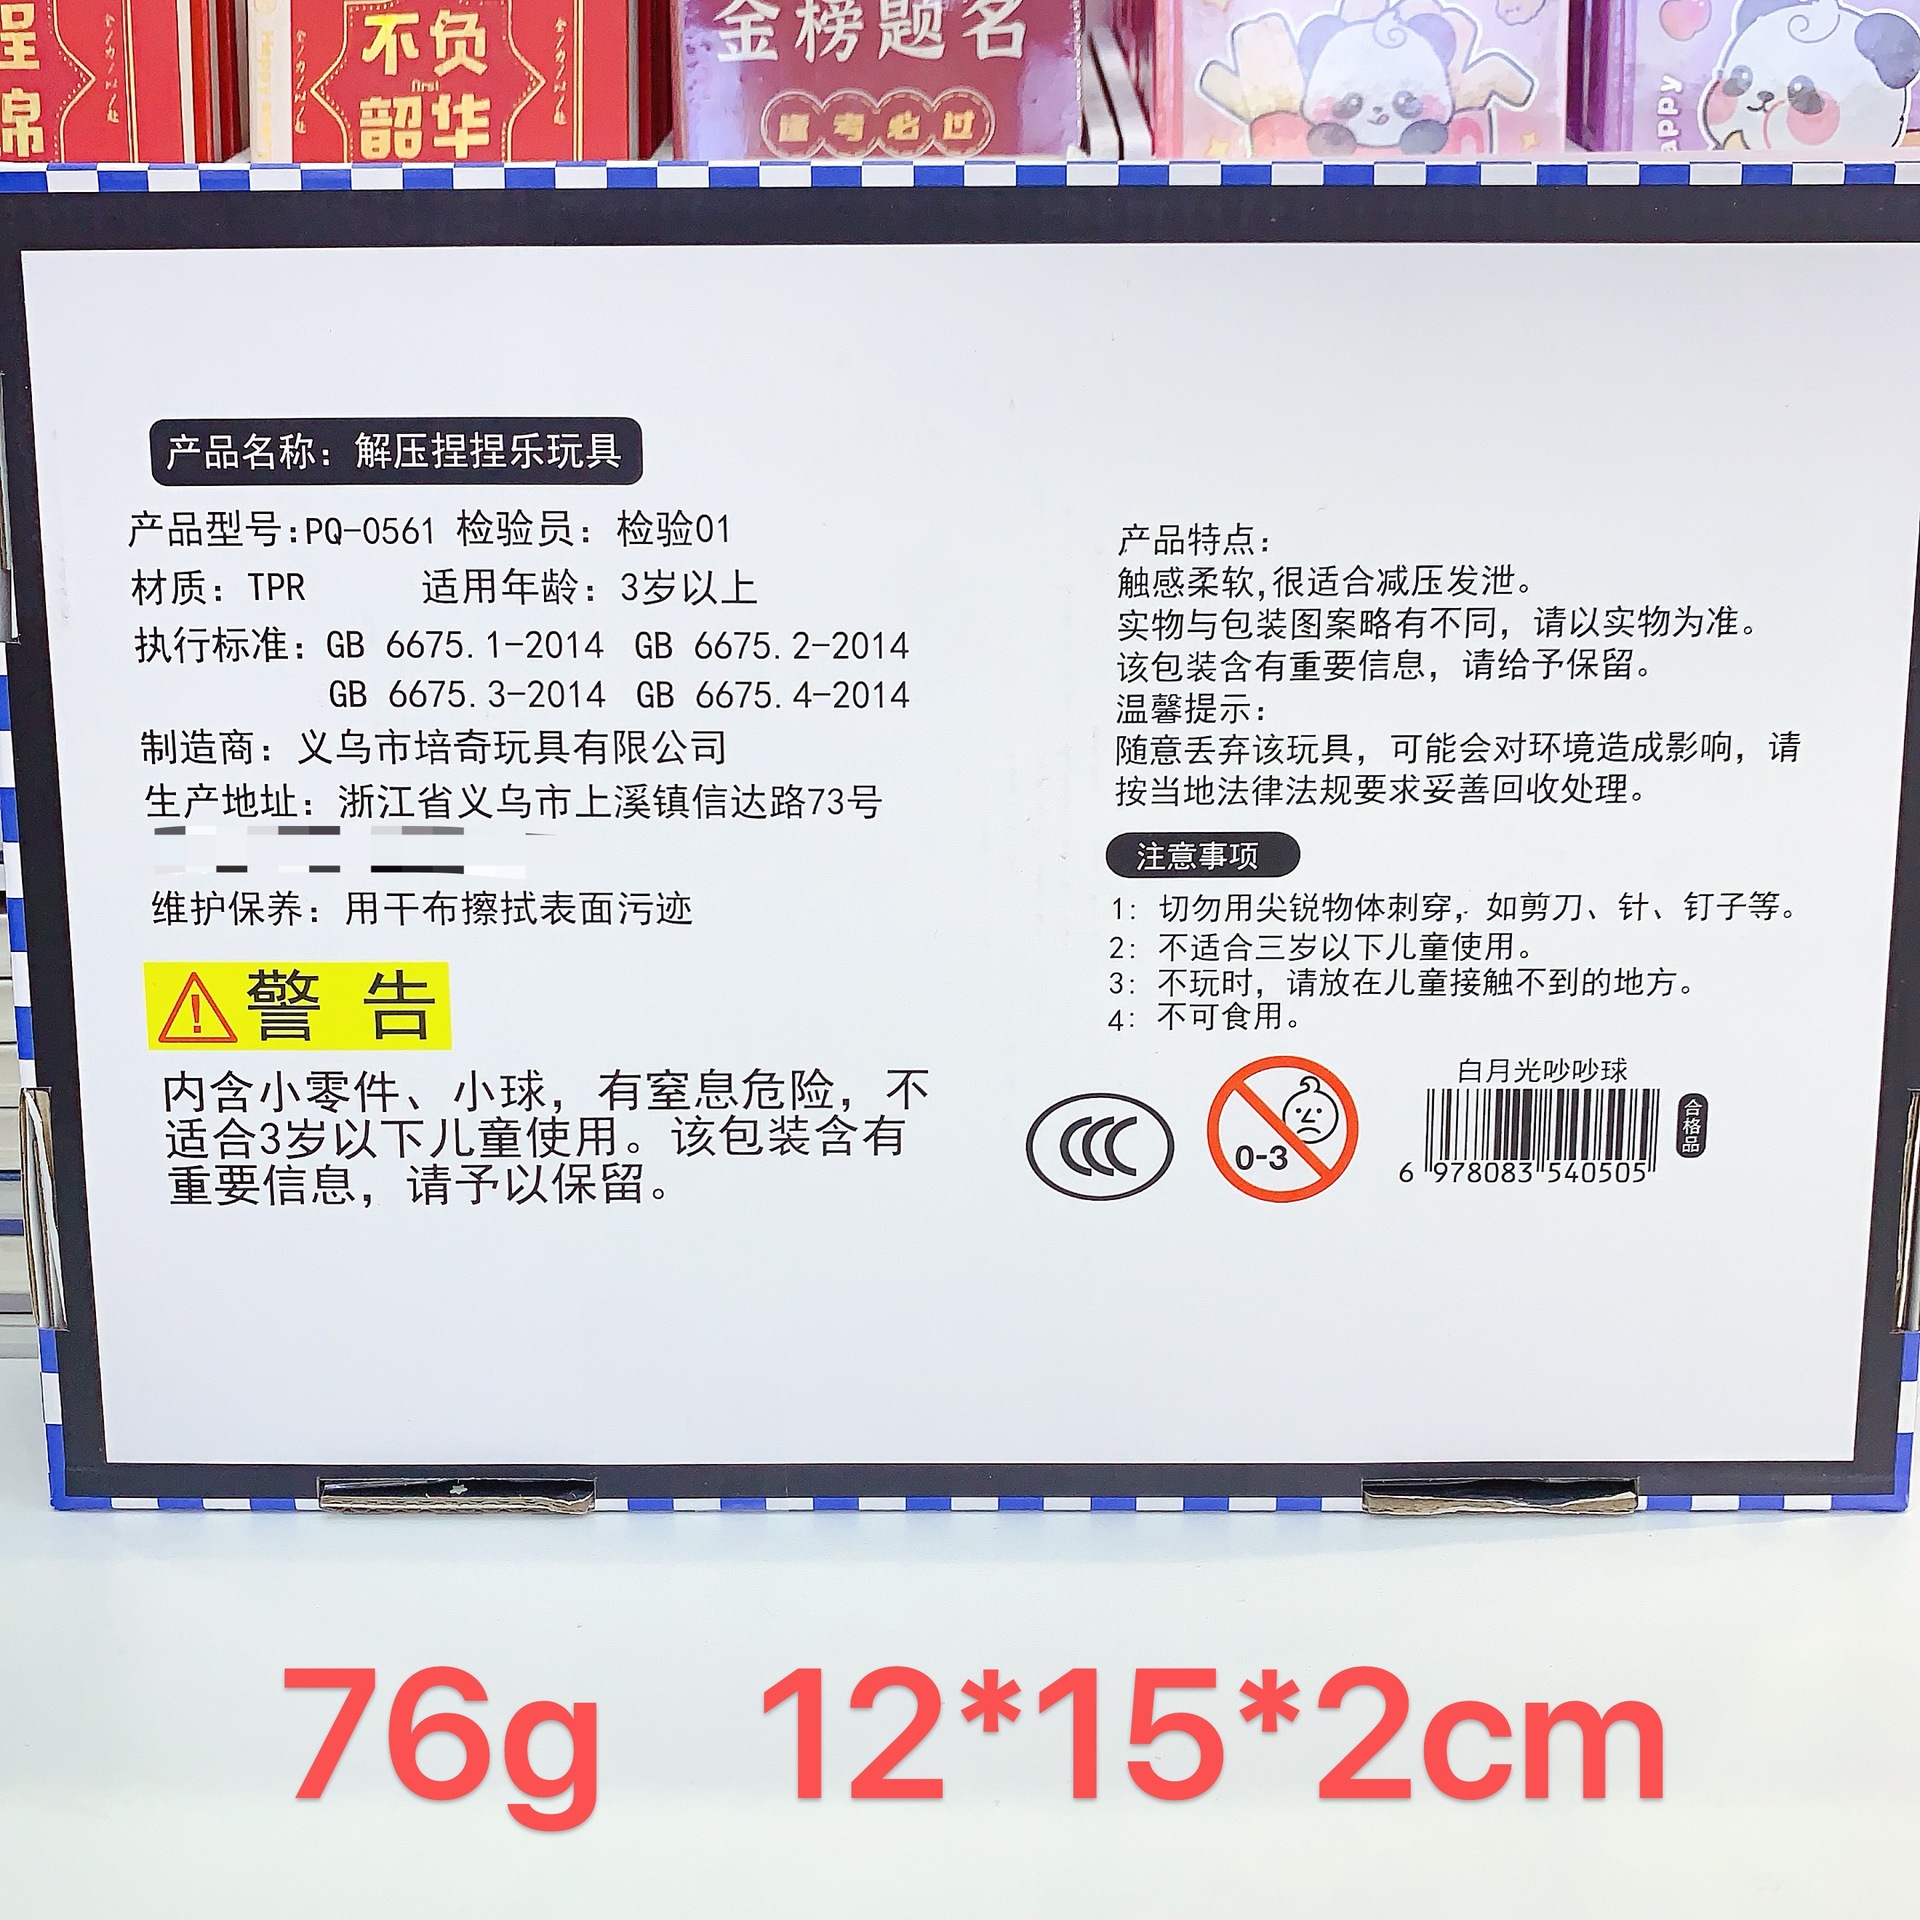 不负
first
韶华
金榜题名
逢考必过
产品名称：解压捏捏乐玩具
产品型号:PQ-0561 检验员：检验01
材质：TPR 适用年龄：3岁以上
执行标准：GB 6675.1-2014 GB 6675.2-2014
GB 6675.3-2014 GB 6675.4-2014
制造商：义乌市培奇玩具有限公司
生产地址：浙江省义乌市上溪镇信达路73号
维护保养：用干布擦拭表面污迹
警 告
内含小零件、小球，有窒息危险，不
适合3岁以下儿童使用。该包装含有
重要信息，请予以保留。
产品特点：
触感柔软,很适合减压发泄。
实物与包装图案略有不同，请以实物为准。
该包装含有重要信息，请给予保留。
温馨提示：
随意丢弃该玩具，可能会对环境造成影响，请
按当地法律法规要求妥善回收处理。
注意事项
1: 切勿用尖锐物体刺穿，如剪刀、针、钉子等。
2: 不适合三岁以下儿童使用。
3: 不玩时，请放在儿童接触不到的地方。
4: 不可食用。
CCC
0-3
白月光吵吵球
6 978083 540505
合格品
76g 12*15*2cm